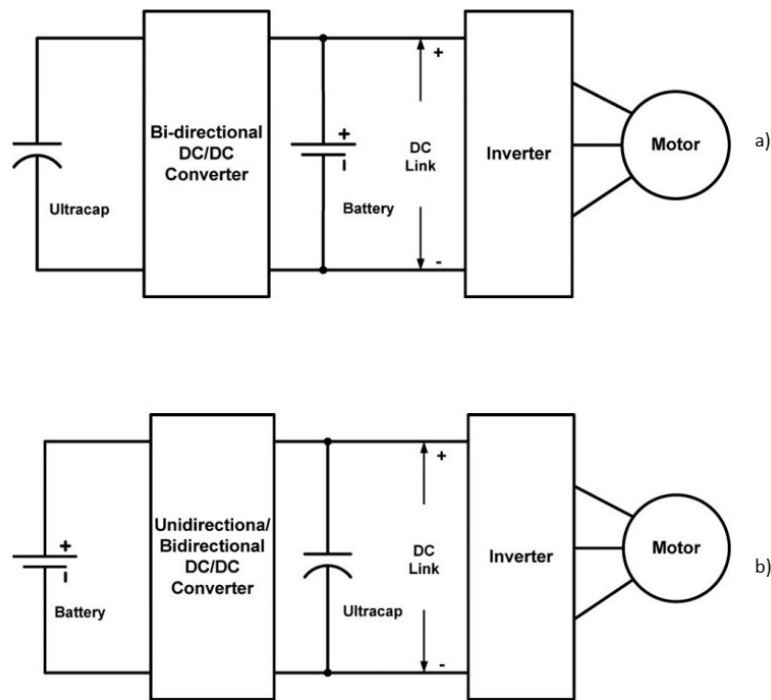 Ultracap
Bi-directional
DC/DC
Converter
+
Battery
+
DC
Link
-
Inverter
Motor
a)
+
Battery
Unidirectiona/
Bidirectional
DC/DC
Converter
Ultracap
+
DC
Link
-
Inverter
Motor
b)